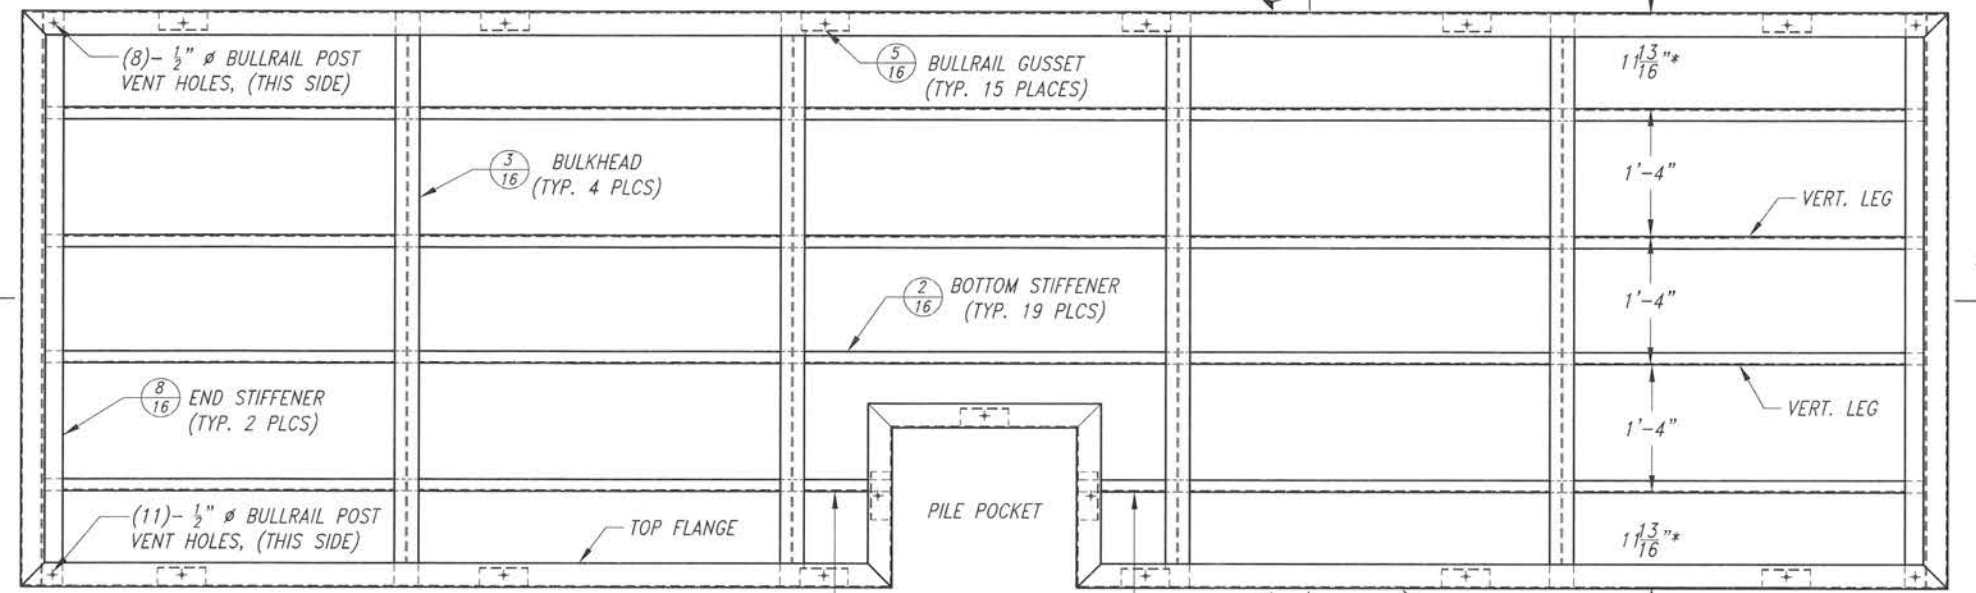 (8)- 1/2" ø BULLRAIL POST
VENT HOLES, (THIS SIDE)
5/16 BULLRAIL GUSSET
(TYP. 15 PLACES)
11 13/16"*
3/16 BULKHEAD
(TYP. 4 PLCS)
1'-4"
VERT. LEG
2/16 BOTTOM STIFFENER
(TYP. 19 PLCS)
1'-4"
8/16 END STIFFENER
(TYP. 2 PLCS)
VERT. LEG
1'-4"
PILE POCKET
(11)- 1/2" ø BULLRAIL POST
VENT HOLES, (THIS SIDE)
TOP FLANGE
11 13/16"*